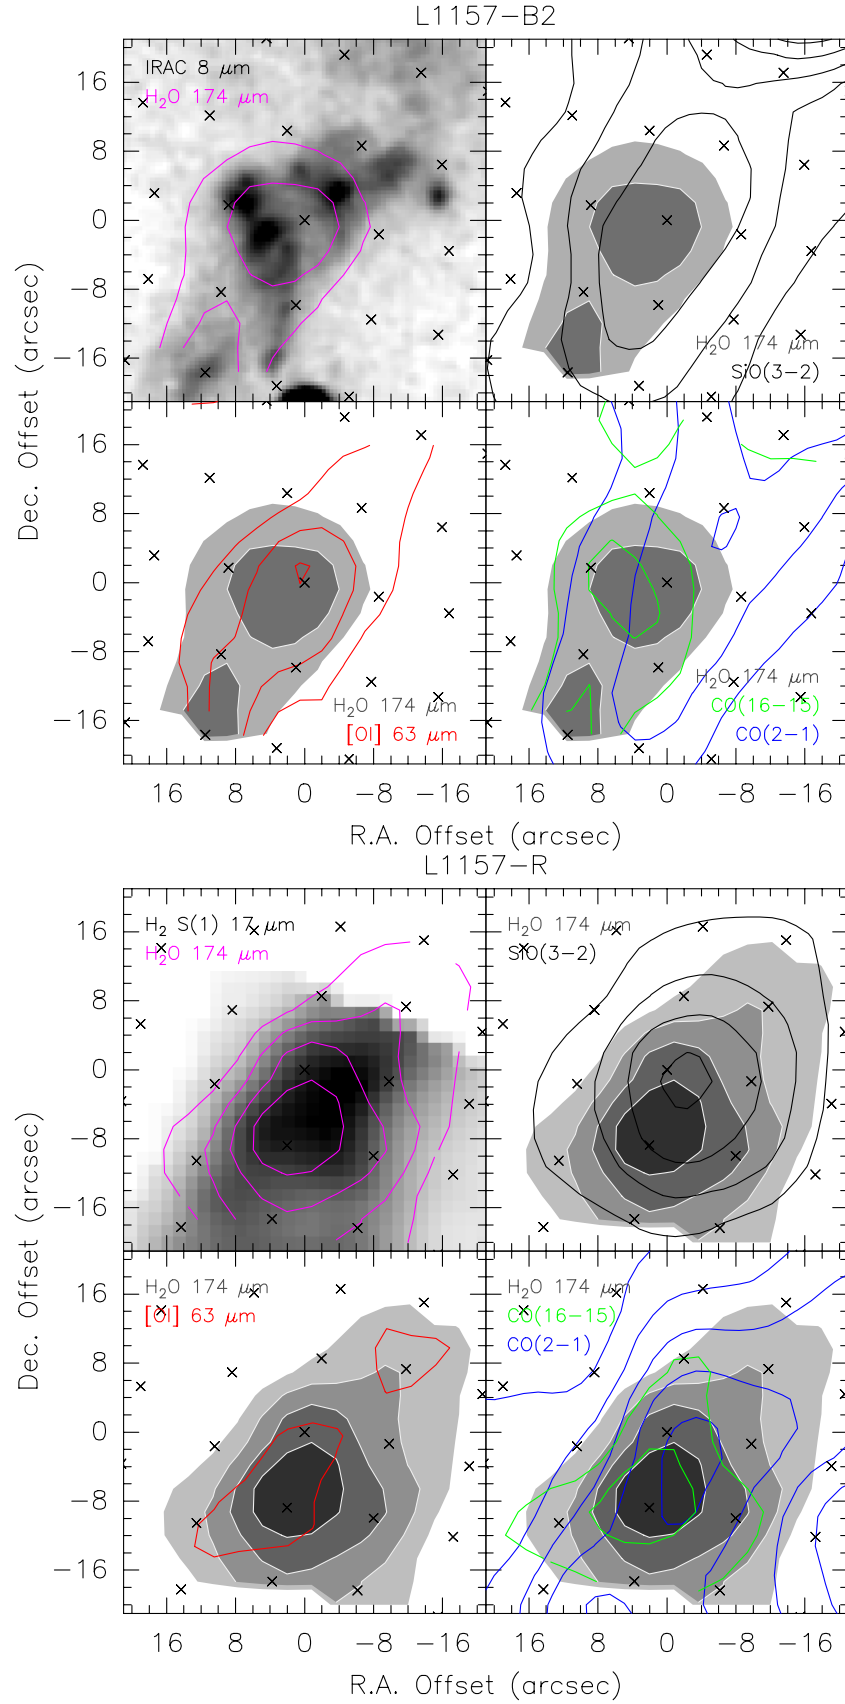 L1157−B2
IRAC 8 μm
H₂O 174 μm
H₂O 174 μm
SiO(3−2)
16
8
0
−8
−16
Dec. Offset (arcsec)
H₂O 174 μm
[OI] 63 μm
H₂O 174 μm
CO(16−15)
CO(2−1)
16
8
0
−8
−16
16 8 0 −8 −16 16 8 0 −8 −16
R.A. Offset (arcsec)
L1157−R
H₂ S(1) 17 μm
H₂O 174 μm
H₂O 174 μm
SiO(3−2)
16
8
0
−8
−16
Dec. Offset (arcsec)
H₂O 174 μm
[OI] 63 μm
H₂O 174 μm
CO(16−15)
CO(2−1)
16
8
0
−8
−16
16 8 0 −8 −16 16 8 0 −8 −16
R.A. Offset (arcsec)